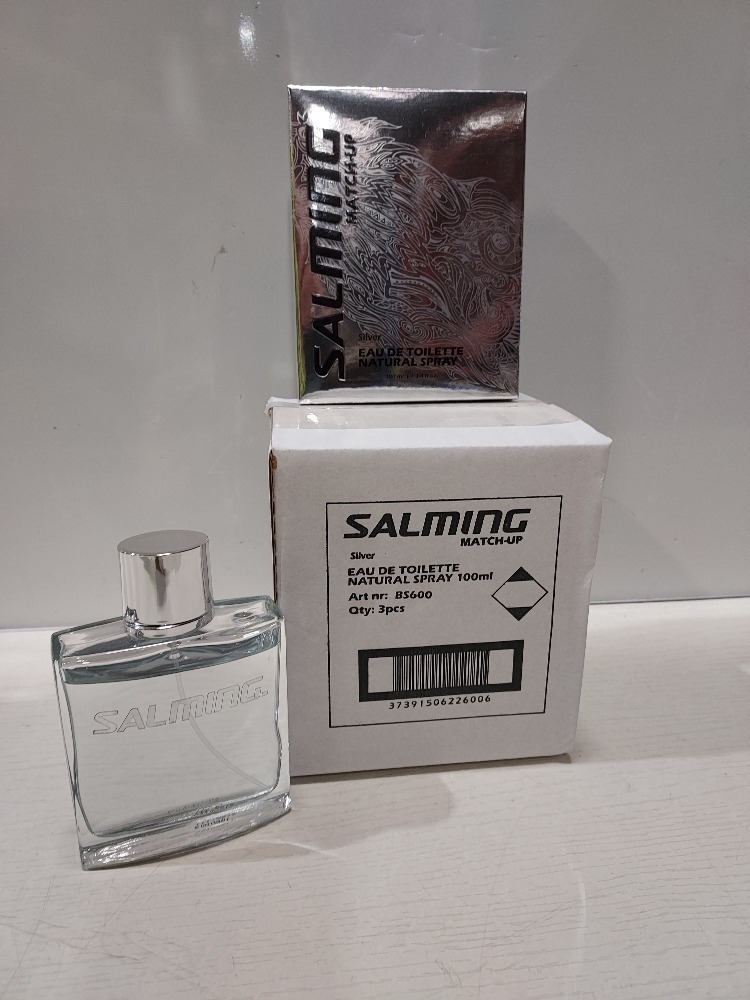 SALMING
MATCH-UP
Silver
EAU DE TOILETTE
NATURAL SPRAY
SALMING
MATCH-UP
Silver
EAU DE TOILETTE
NATURAL SPRAY 100ml
Art nr: BS600
Qty: 3pcs
37391506226006
SALMING